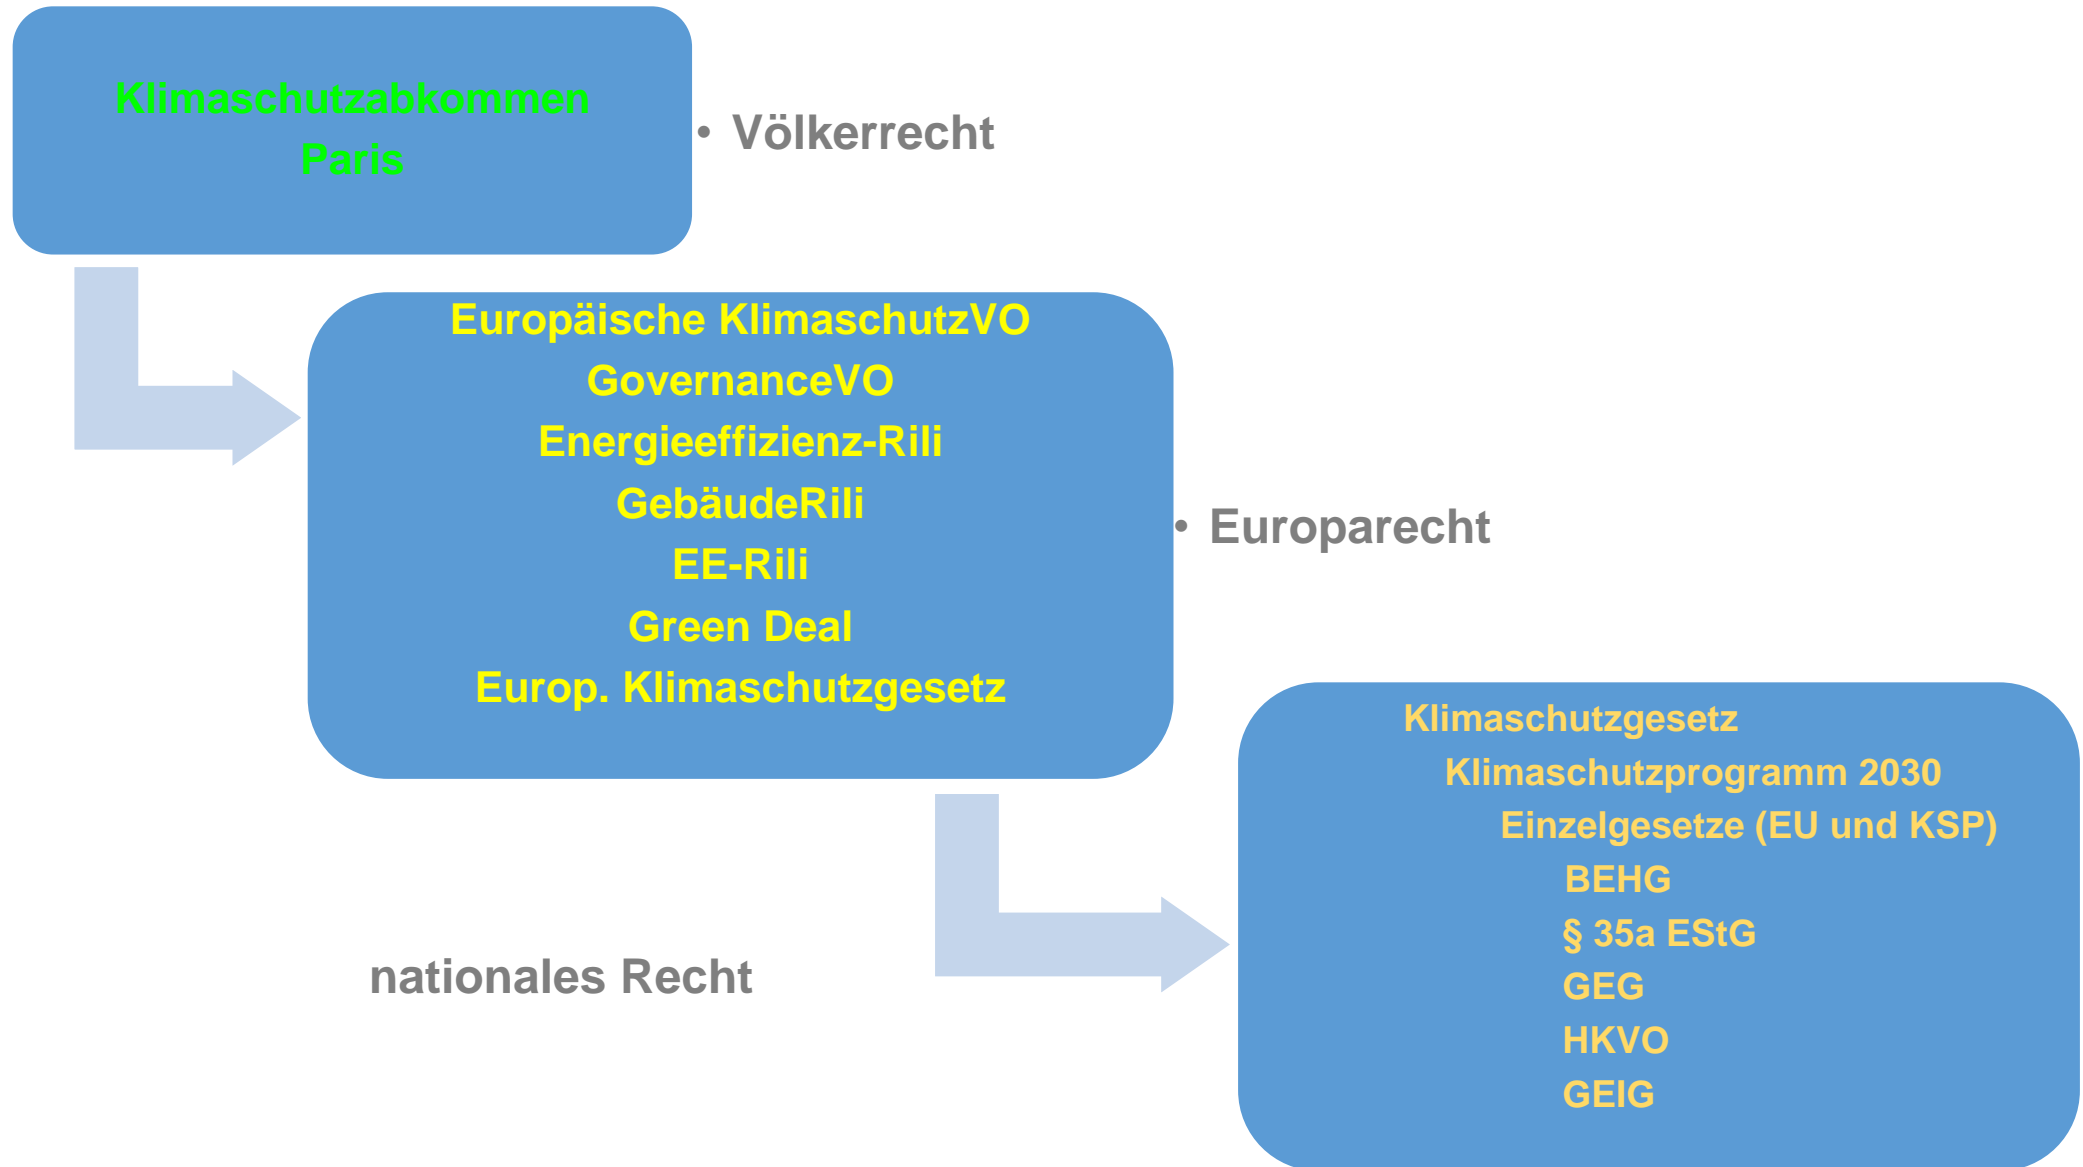 Klimaschutzabkommen
Paris
• Völkerrecht
Europäische KlimaschutzVO
GovernanceVO
Energieeffizienz-Rili
GebäudeRili
EE-Rili
Green Deal
Europ. Klimaschutzgesetz
• Europarecht
Klimaschutzgesetz
Klimaschutzprogramm 2030
Einzelgesetze (EU und KSP)
BEHG
§ 35a EStG
GEG
HKVO
GEIG
nationales Recht